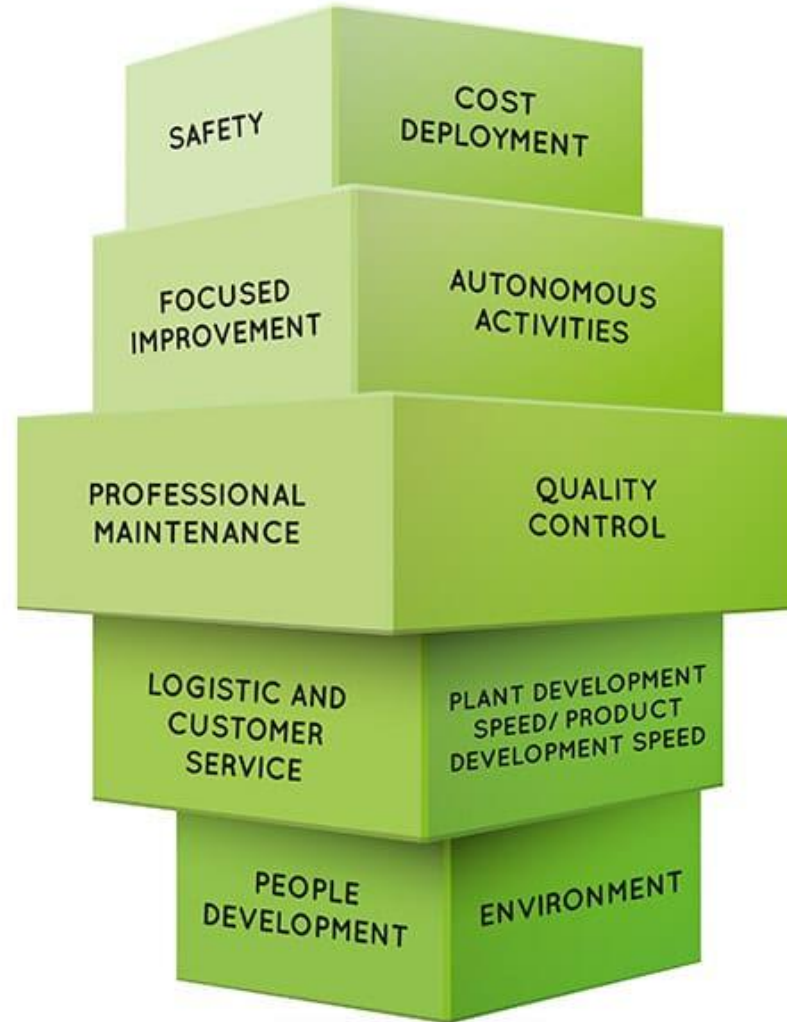 SAFETY
COST
DEPLOYMENT
FOCUSED
IMPROVEMENT
AUTONOMOUS
ACTIVITIES
PROFESSIONAL
MAINTENANCE
QUALITY
CONTROL
LOGISTIC AND
CUSTOMER
SERVICE
PLANT DEVELOPMENT
SPEED/ PRODUCT
DEVELOPMENT SPEED
PEOPLE
DEVELOPMENT
ENVIRONMENT